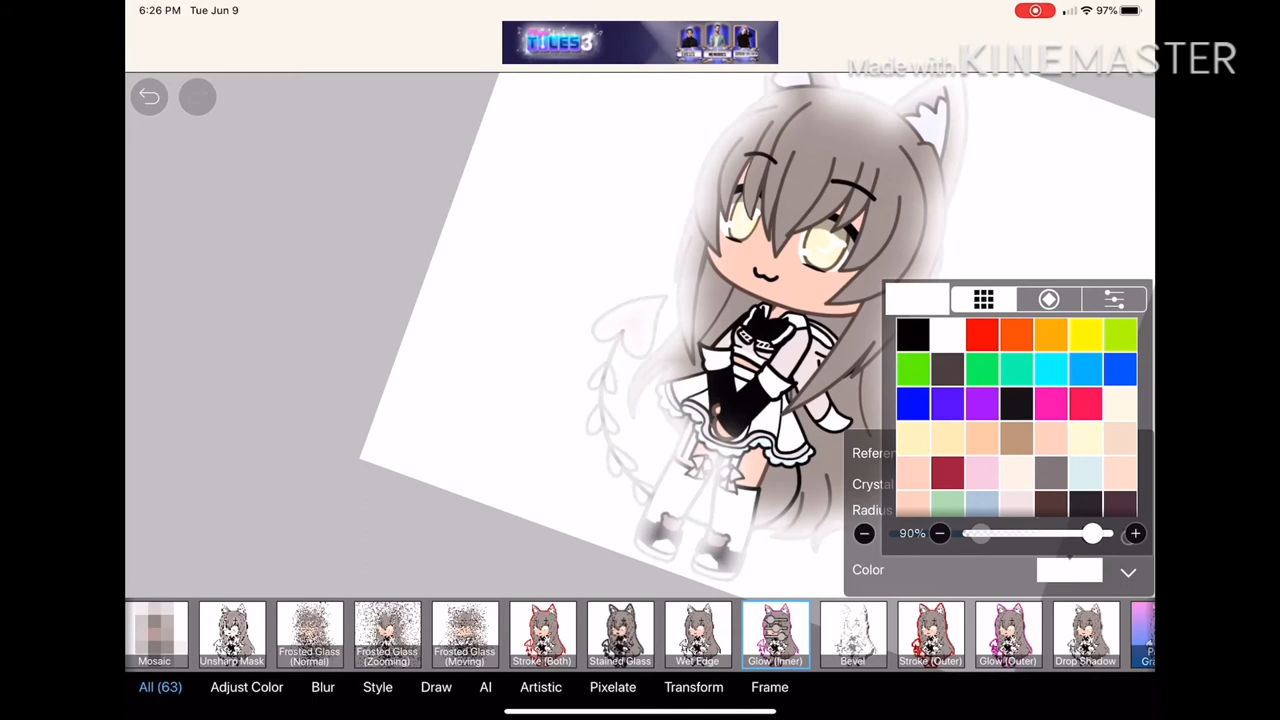 6:26 PM Tue Jun 9
97%
TILES3
Made with KINEMASTER
Referen
Crystal
Radius
90%
Color
Mosaic
Unsharp Mask
Frosted Glass
(Normal)
Frosted Glass
(Zooming)
Frosted Glass
(Moving)
Stroke (Both)
Stained Glass
Wet Edge
Glow (Inner)
Bevel
Stroke (Outer)
Glow (Outer)
Drop Shadow
Gra
All (63)
Adjust Color
Blur
Style
Draw
AI
Artistic
Pixelate
Transform
Frame